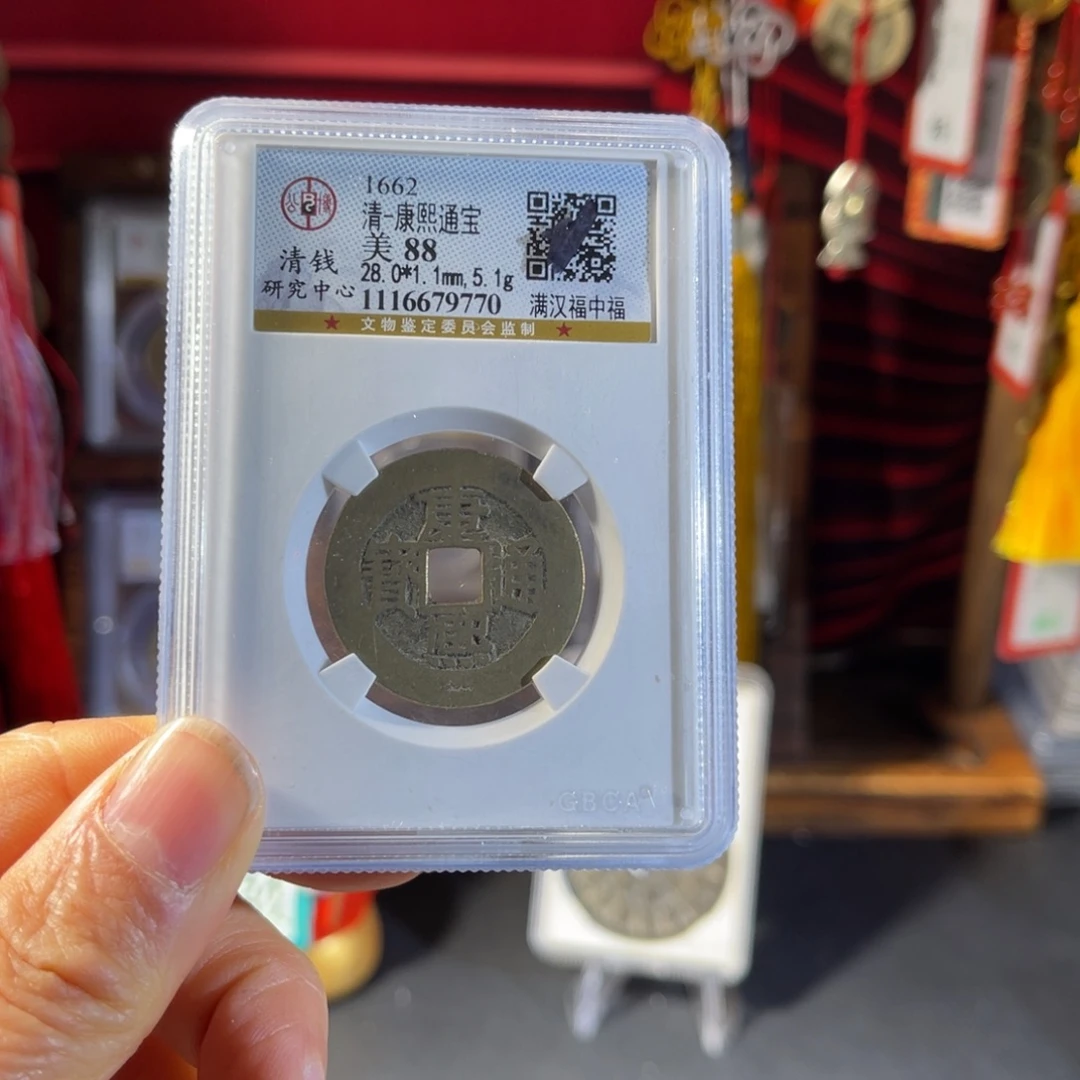 1662
清-康熙通宝
美 88
28.0*1.1mm, 5.1g
1116679770
清钱
研究中心
满汉福中福
★ 文物鉴定委员会监制 ★
康熙通寳
GBCA